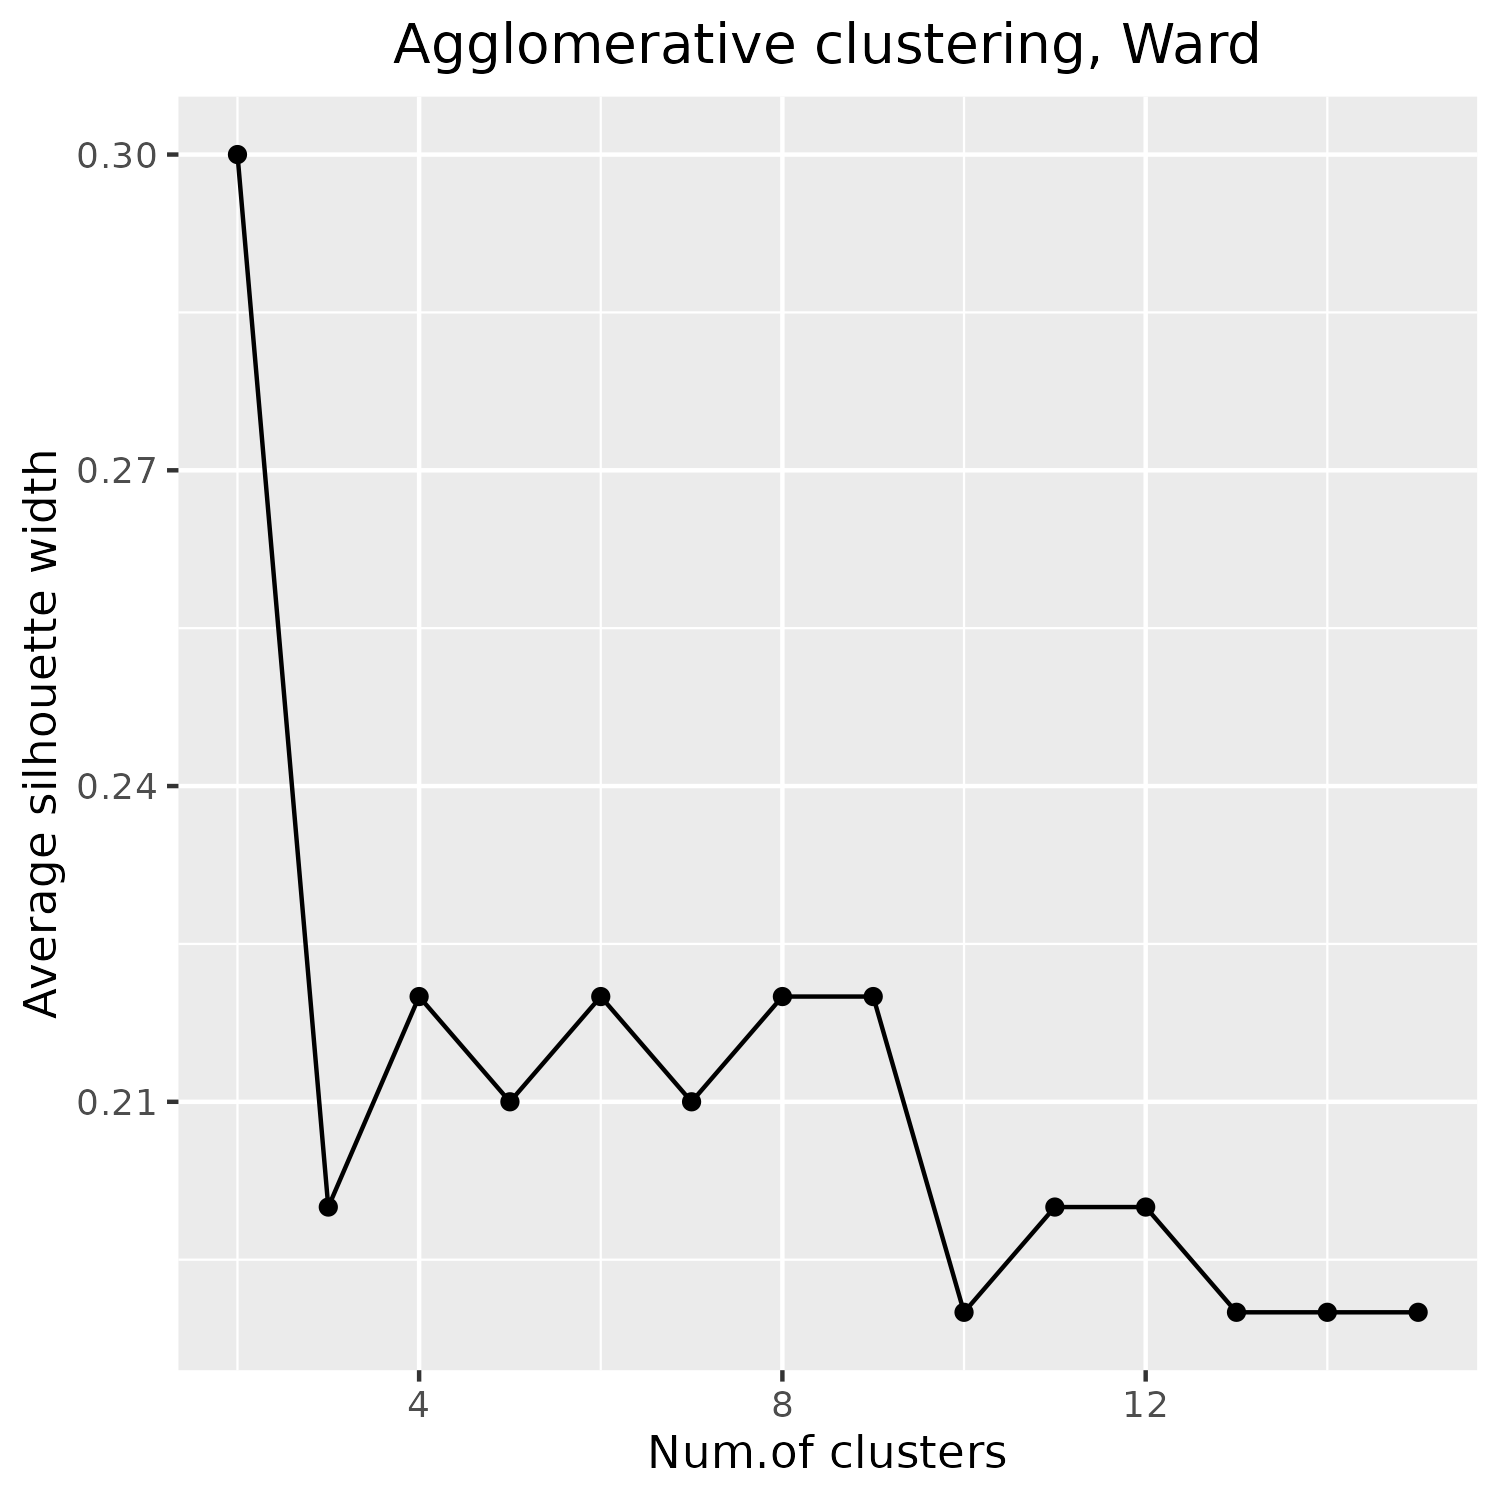 Agglomerative clustering, Ward
0.30
0.27
0.24
0.21
Average silhouette width
4 8 12
Num.of clusters